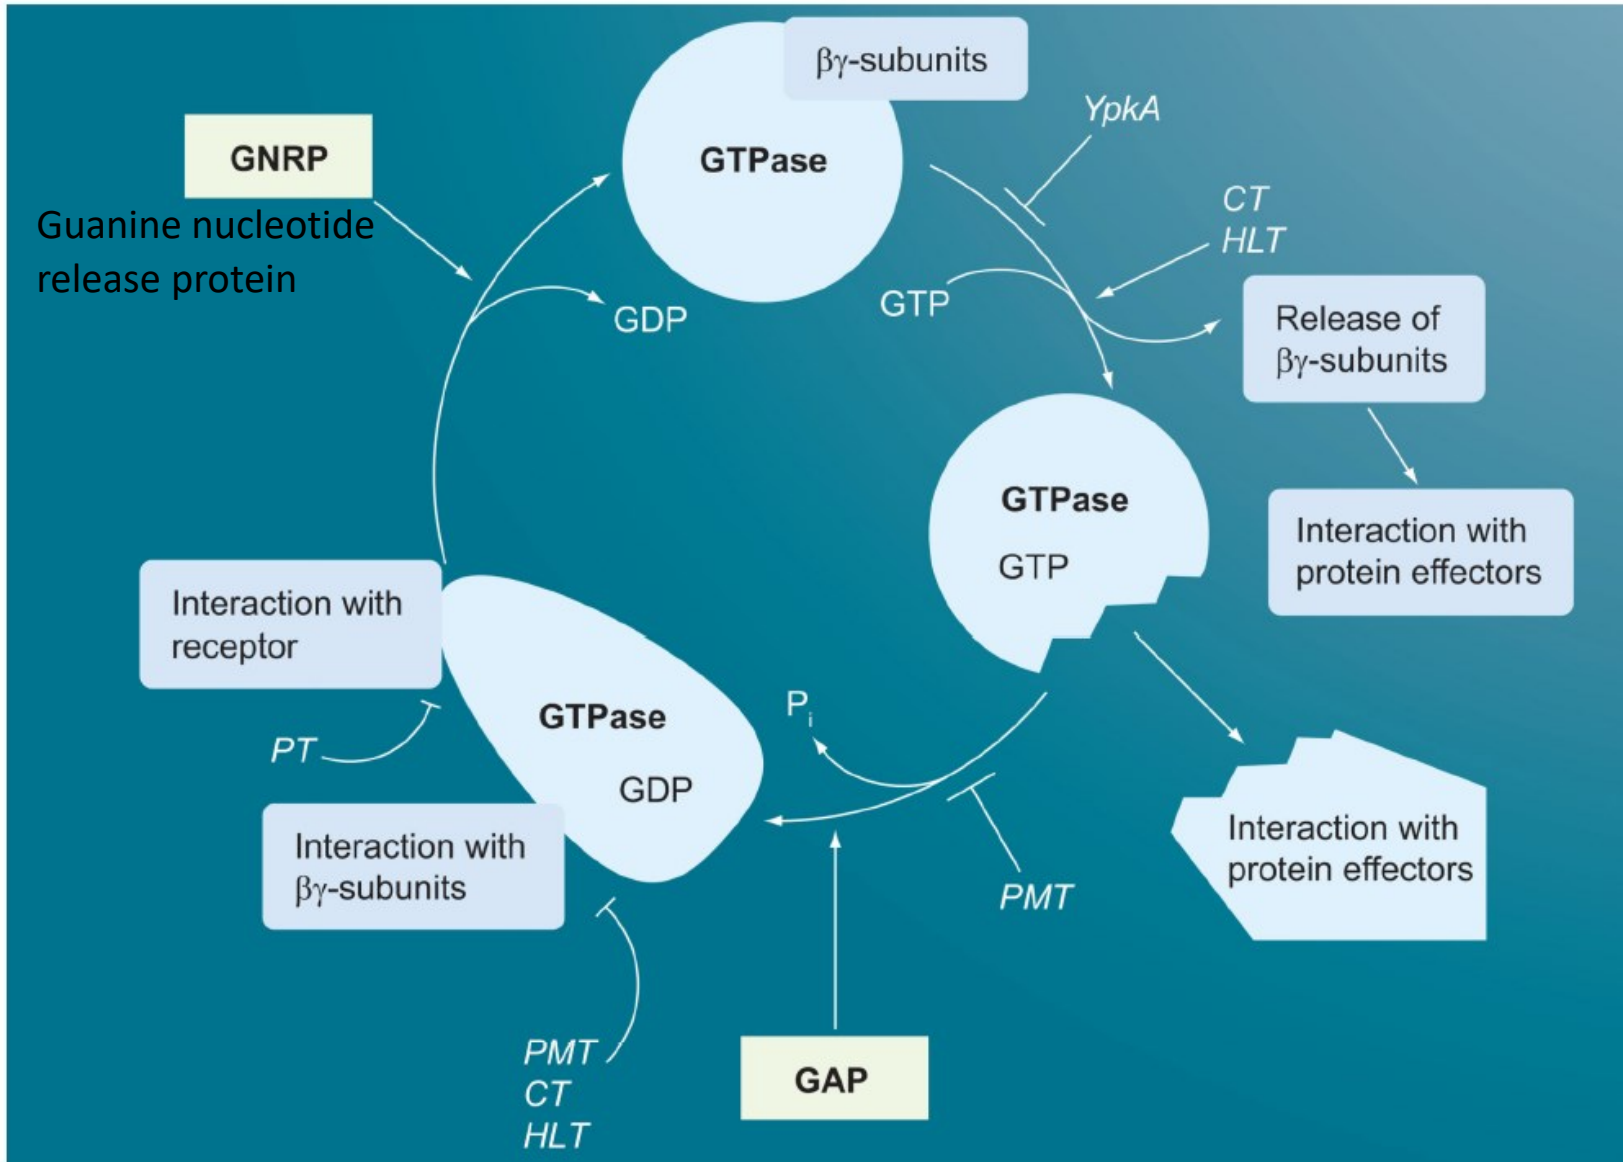 βγ-subunits
GTPase
GNRP
Guanine nucleotide
release protein
YpkA
CT
HLT
GDP
GTP
Release of
βγ-subunits
GTPase
GTP
Interaction with
protein effectors
Interaction with
receptor
PT
GTPase
GDP
Pi
Interaction with
βγ-subunits
PMT
Interaction with
protein effectors
PMT
CT
HLT
GAP